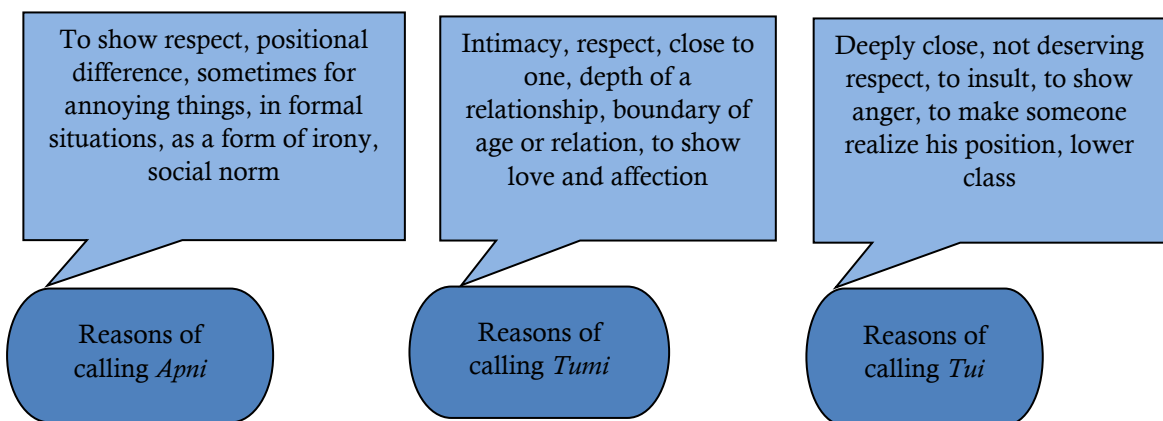 To show respect, positional
difference, sometimes for
annoying things, in formal
situations, as a form of irony,
social norm
Intimacy, respect, close to
one, depth of a
relationship, boundary of
age or relation, to show
love and affection
Deeply close, not deserving
respect, to insult, to show
anger, to make someone
realize his position, lower
class
Reasons of
calling Apni
Reasons of
calling Tumi
Reasons of
calling Tui